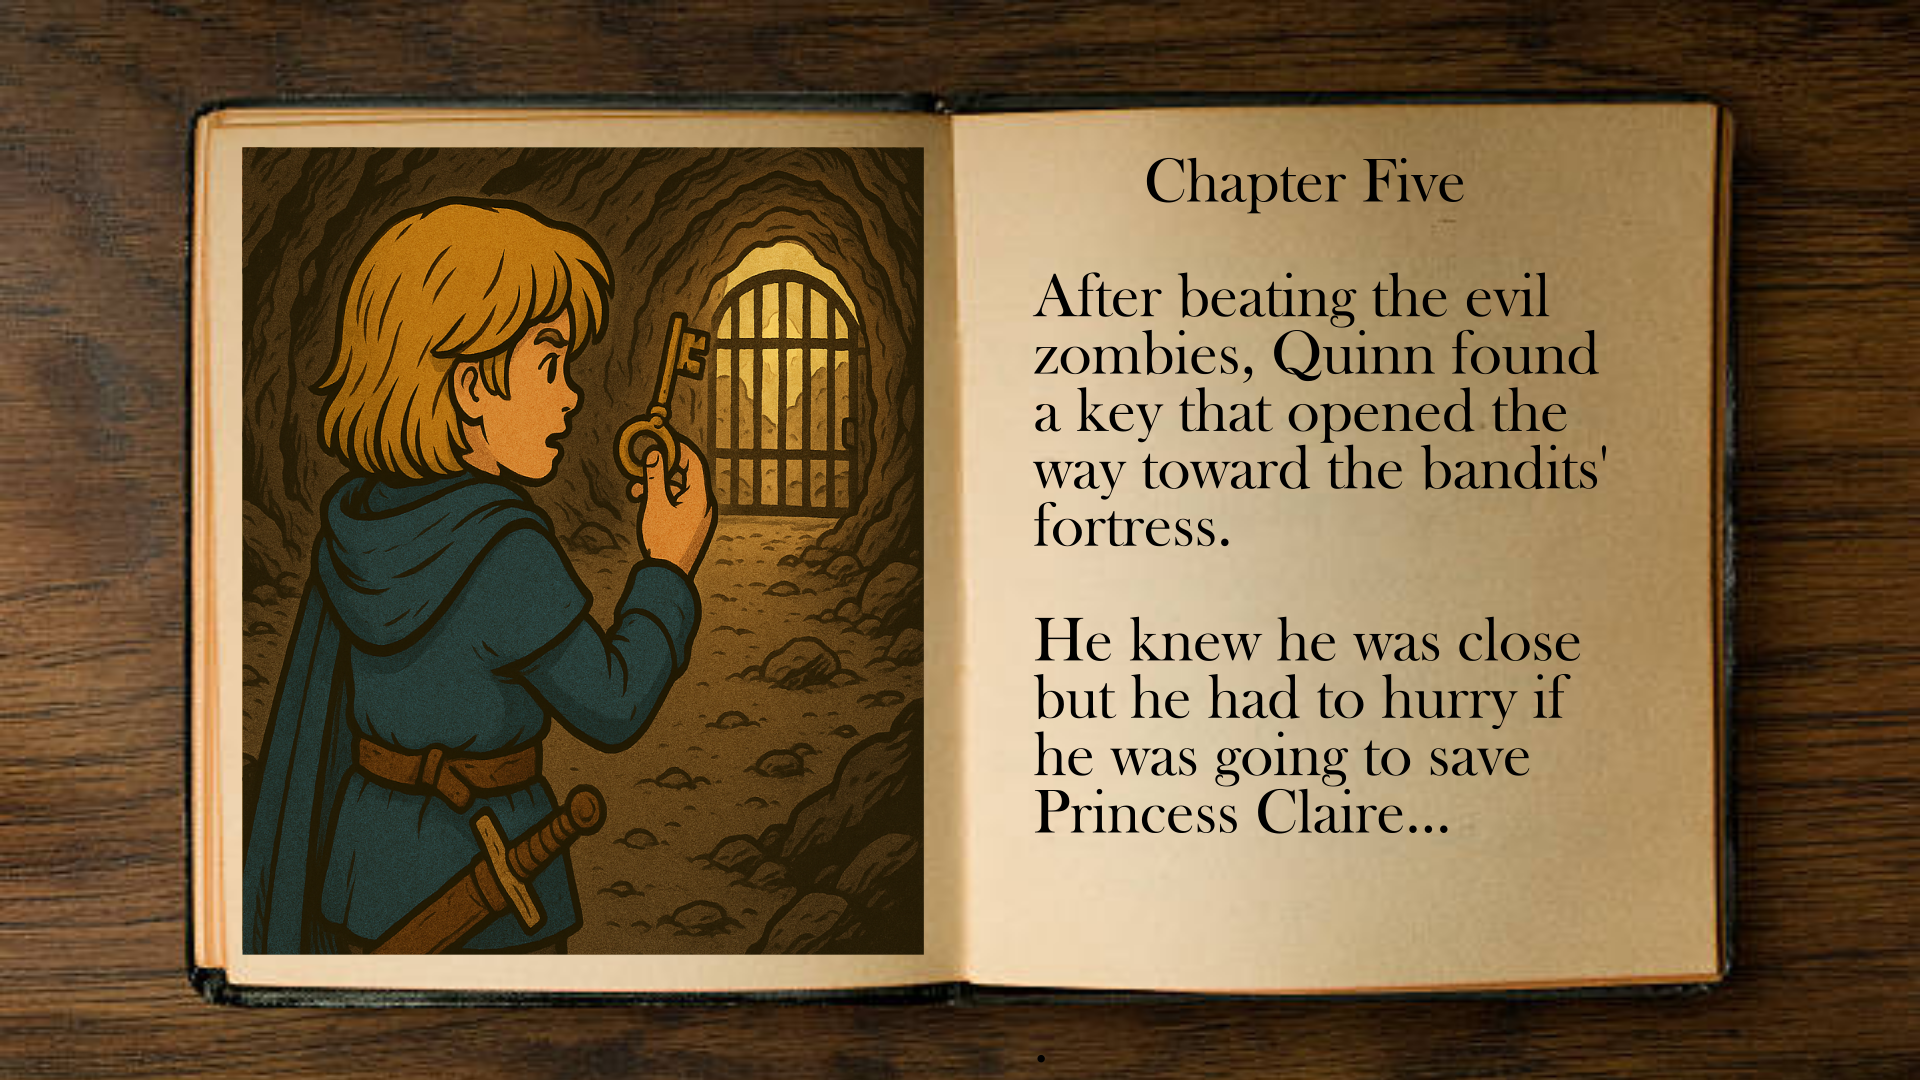 Chapter Five
After beating the evil
zombies, Quinn found
a key that opened the
way toward the bandits'
fortress.
He knew he was close
but he had to hurry if
he was going to save
Princess Claire...
.